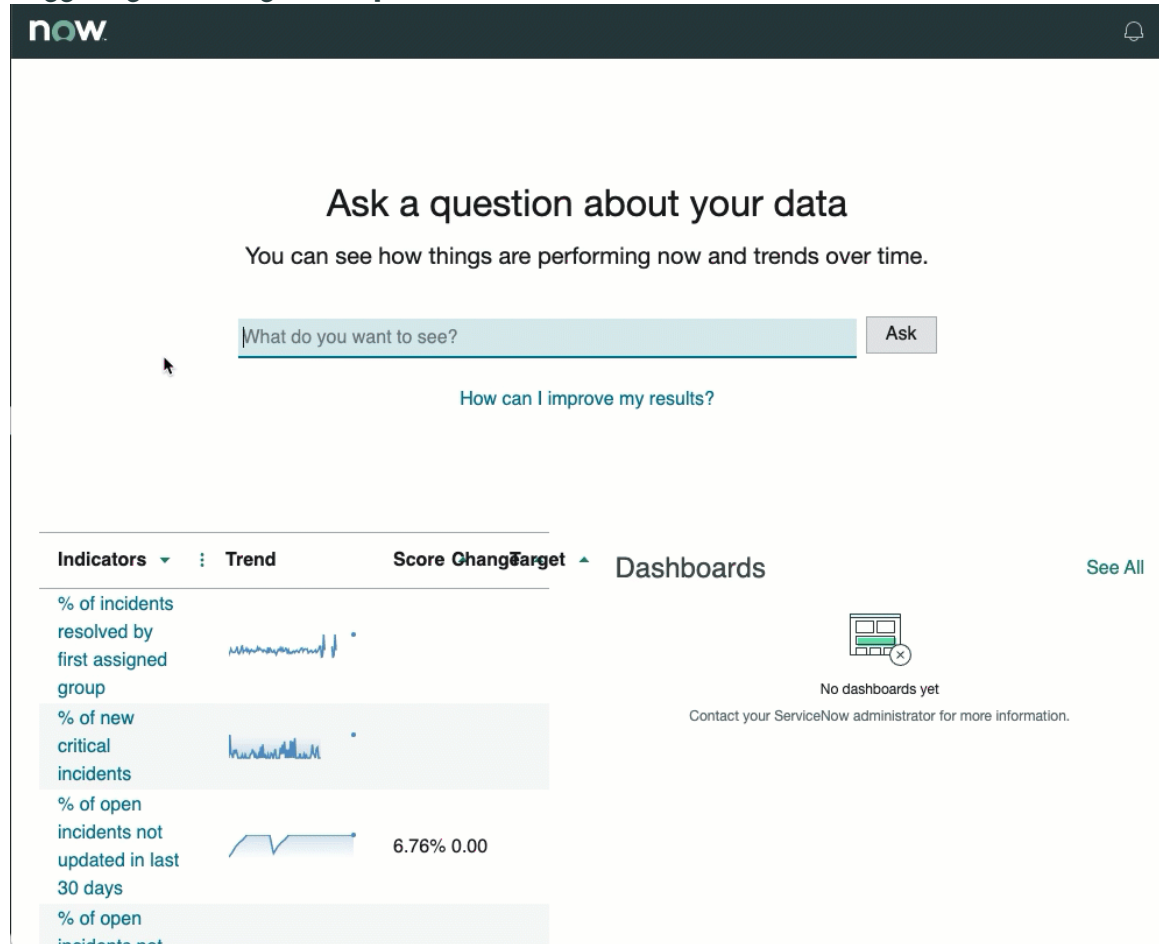 now.
Ask a question about your data
You can see how things are performing now and trends over time.
What do you want to see?
Ask
How can I improve my results?
Indicators Trend Score Change Target
Dashboards
See All
% of incidents
resolved by
first assigned
group
% of new
critical
incidents
% of open
incidents not
updated in last
30 days
6.76% 0.00
% of open
No dashboards yet
Contact your ServiceNow administrator for more information.